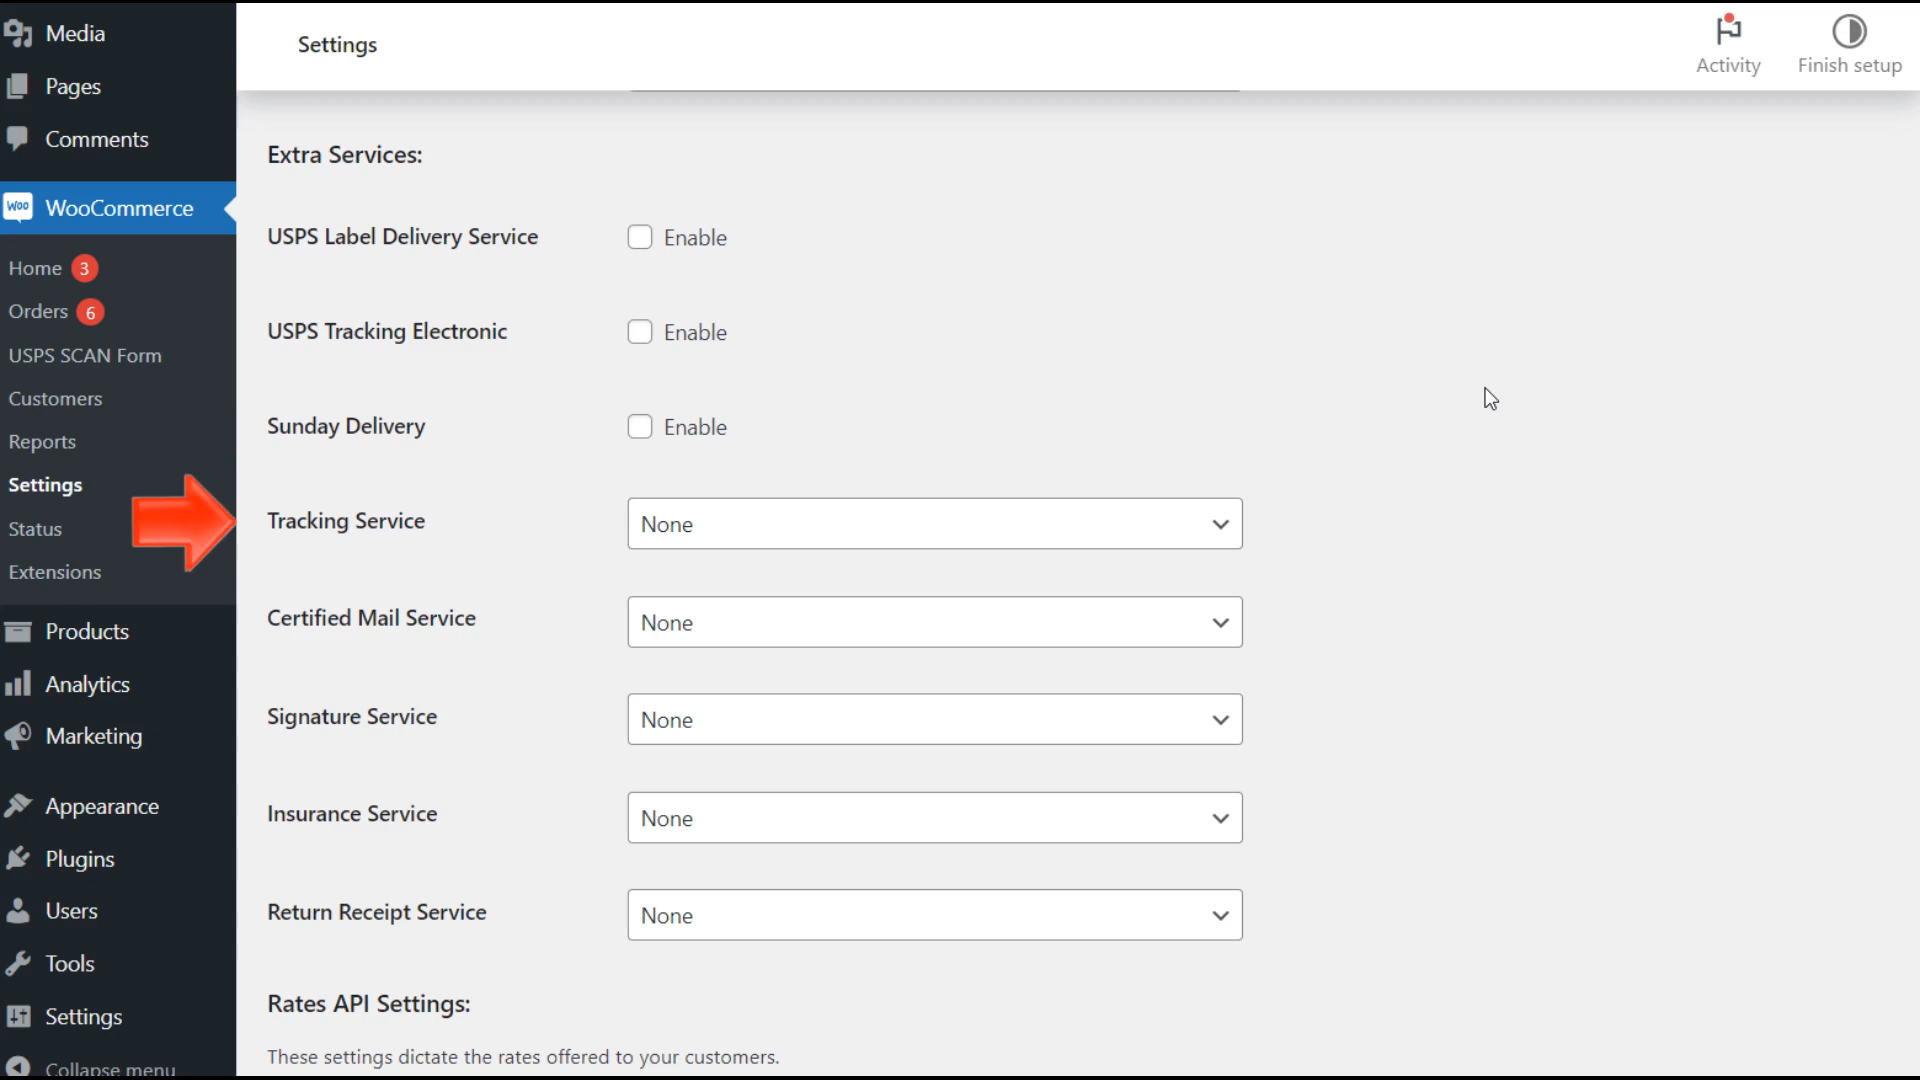 Media
Pages
Comments
Woo WooCommerce
Home 3
Orders 6
USPS SCAN Form
Customers
Reports
Settings
Status
Extensions
Products
Analytics
Marketing
Appearance
Plugins
Users
Tools
Settings
Collapse menu
Settings
Activity
Finish setup
Extra Services:
USPS Label Delivery Service Enable
USPS Tracking Electronic Enable
Sunday Delivery Enable
Tracking Service None
Certified Mail Service None
Signature Service None
Insurance Service None
Return Receipt Service None
Rates API Settings:
These settings dictate the rates offered to your customers.